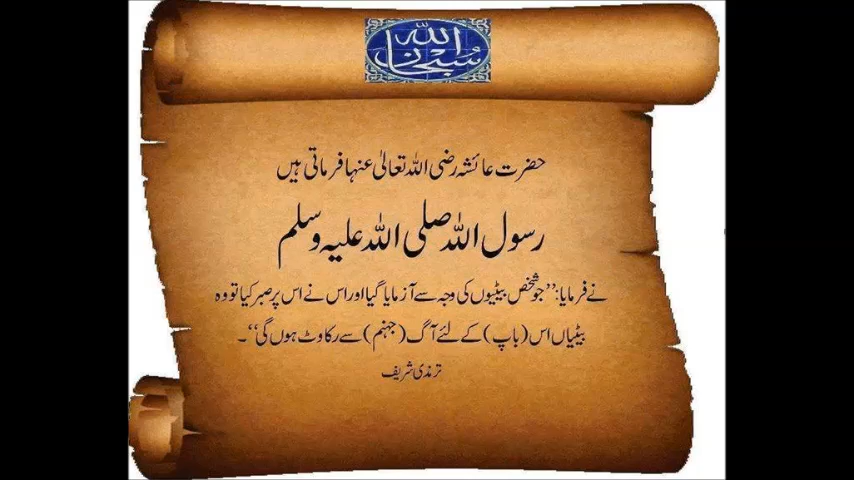 سبحان الله
حضرت عائشہ رضی اللہ تعالیٰ عنہا فرماتی ہیں
رسول اللہ صلی اللہ علیہ وسلم
نے فرمایا: ’’جو شخص بیٹیوں کی وجہ سے آزمایا گیا اور اس نے اس پر صبر کیا تو وہ
بیٹیاں اس (باپ) کے لئے آگ (جہنم) سے رکاوٹ ہوں گی‘‘۔
ترمذی شریف